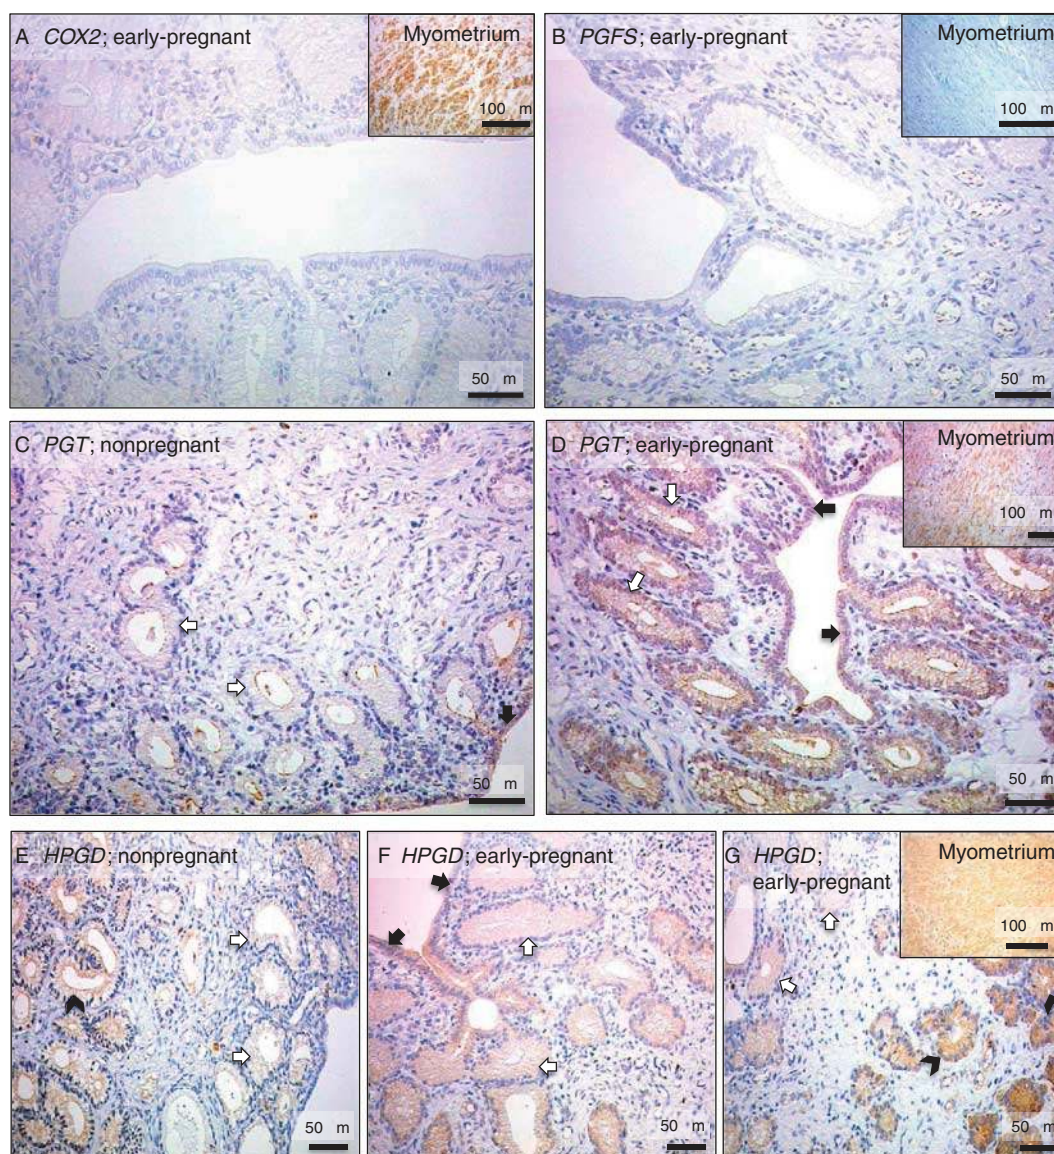 A COX2; early-pregnant
Myometrium
100 m
50 m
B PGFS; early-pregnant
Myometrium
100 m
50 m
C PGT; nonpregnant
50 m
D PGT; early-pregnant
Myometrium
100 m
50 m
E HPGD; nonpregnant
50 m
F HPGD; early-pregnant
50 m
G HPGD;
early-pregnant
Myometrium
100 m
50 m